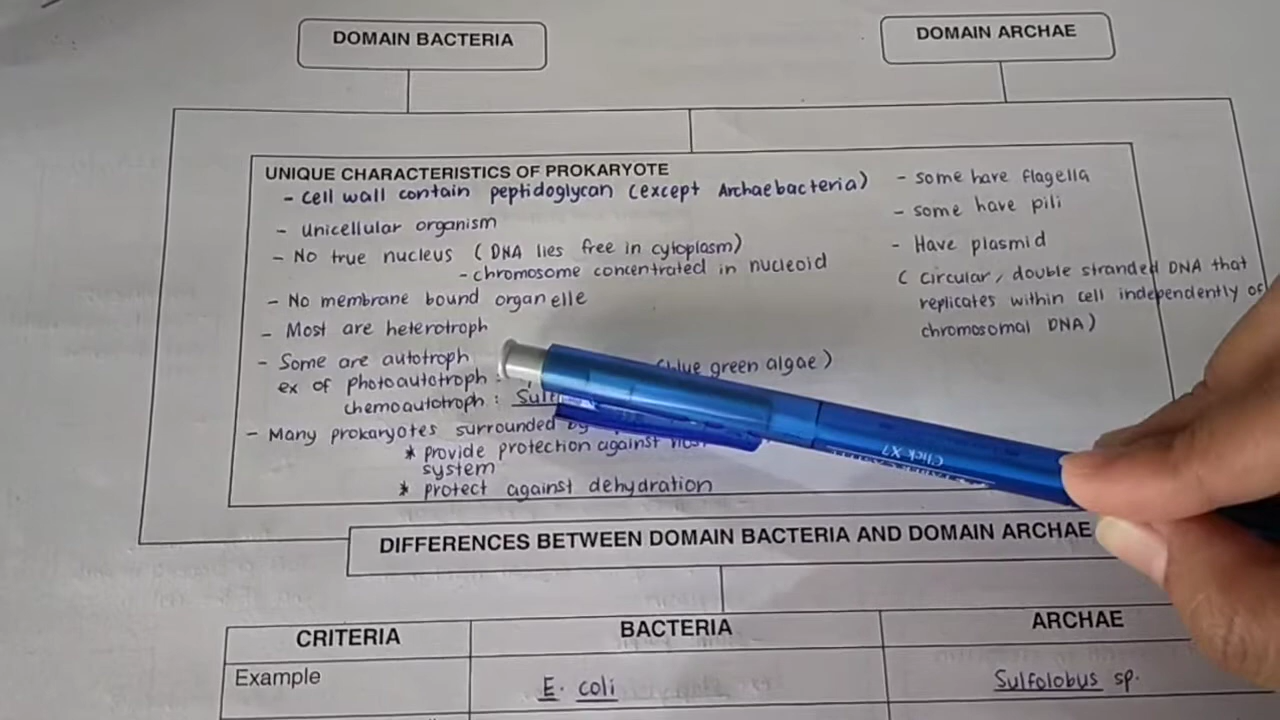 DOMAIN BACTERIA
DOMAIN ARCHAE
UNIQUE CHARACTERISTICS OF PROKARYOTE
- Cell wall contain peptidoglycan (except Archaebacteria)
- Unicellular organism
- No true nucleus (DNA lies free in cytoplasm)
- chromosome concentrated in nucleoid
- No membrane bound organelle
- Most are heterotroph
- Some are autotroph
ex of photoautotroph : blue green algae)
chemoautotroph :
- Many prokaryotes surrounded by
* provide protection against
system
* protect against dehydration
- some have flagella
- some have pili
- Have plasmid
( circular, double stranded DNA that
replicates within cell independently of
chromosomal DNA)
Click X7
DIFFERENCES BETWEEN DOMAIN BACTERIA AND DOMAIN ARCHAE
CRITERIA BACTERIA ARCHAE
Example E. coli Sulfolobus sp.